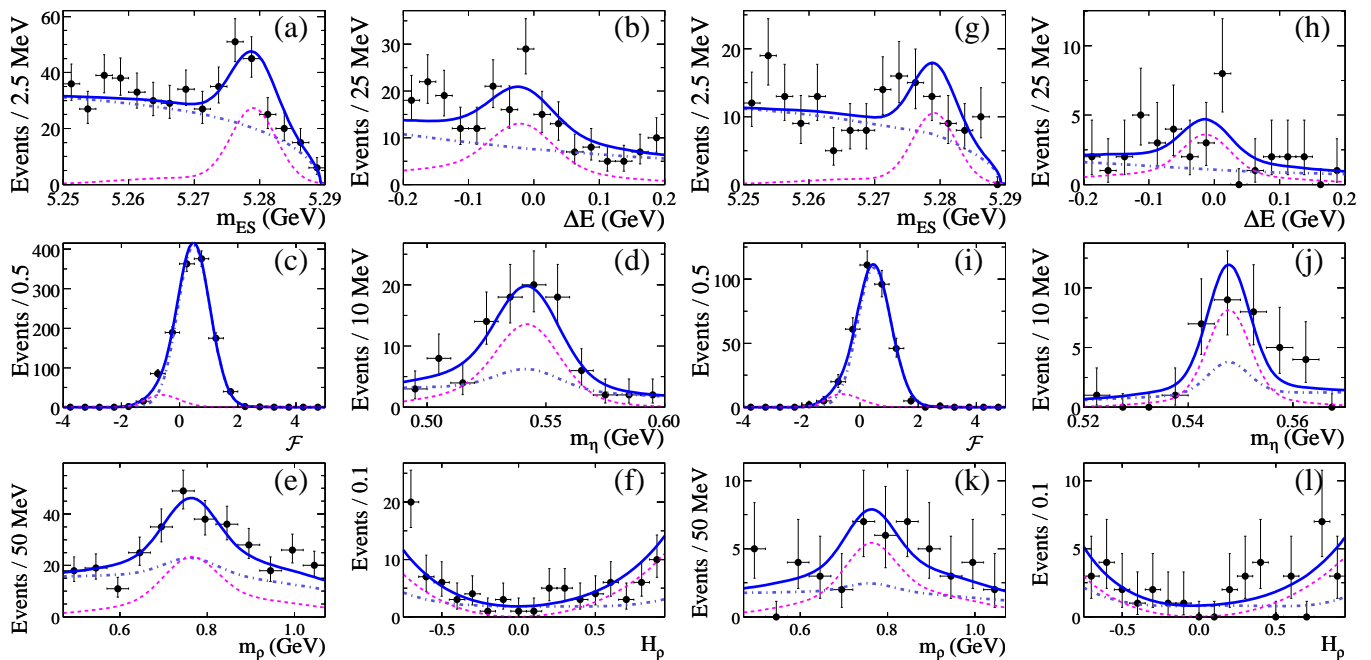 (a) (b) (g) (h)
Events / 2.5 MeV
60
40
20
0
5.25 5.26 5.27 5.28 5.29
m_ES (GeV)
Events / 25 MeV
30
20
10
0
-0.2 -0.1 0.0 0.1 0.2
ΔE (GeV)
Events / 2.5 MeV
20
15
10
5
0
5.25 5.26 5.27 5.28 5.29
m_ES (GeV)
Events / 25 MeV
10
5
0
-0.2 -0.1 0.0 0.1 0.2
ΔE (GeV)
(c) (d) (i) (j)
Events / 0.5
400
300
200
100
0
-4 -2 0 2 4
ℱ
Events / 10 MeV
30
20
10
0
0.50 0.55 0.60
m_η (GeV)
Events / 0.5
100
50
0
-4 -2 0 2 4
ℱ
Events / 10 MeV
10
5
0
0.52 0.54 0.56
m_η (GeV)
(e) (f) (k) (l)
Events / 50 MeV
60
40
20
0
0.6 0.8 1.0
m_ρ (GeV)
Events / 0.1
20
10
0
-0.5 0.0 0.5
H_ρ
Events / 50 MeV
10
5
0
0.6 0.8 1.0
m_ρ (GeV)
Events / 0.1
10
5
0
-0.5 0.0 0.5
H_ρ